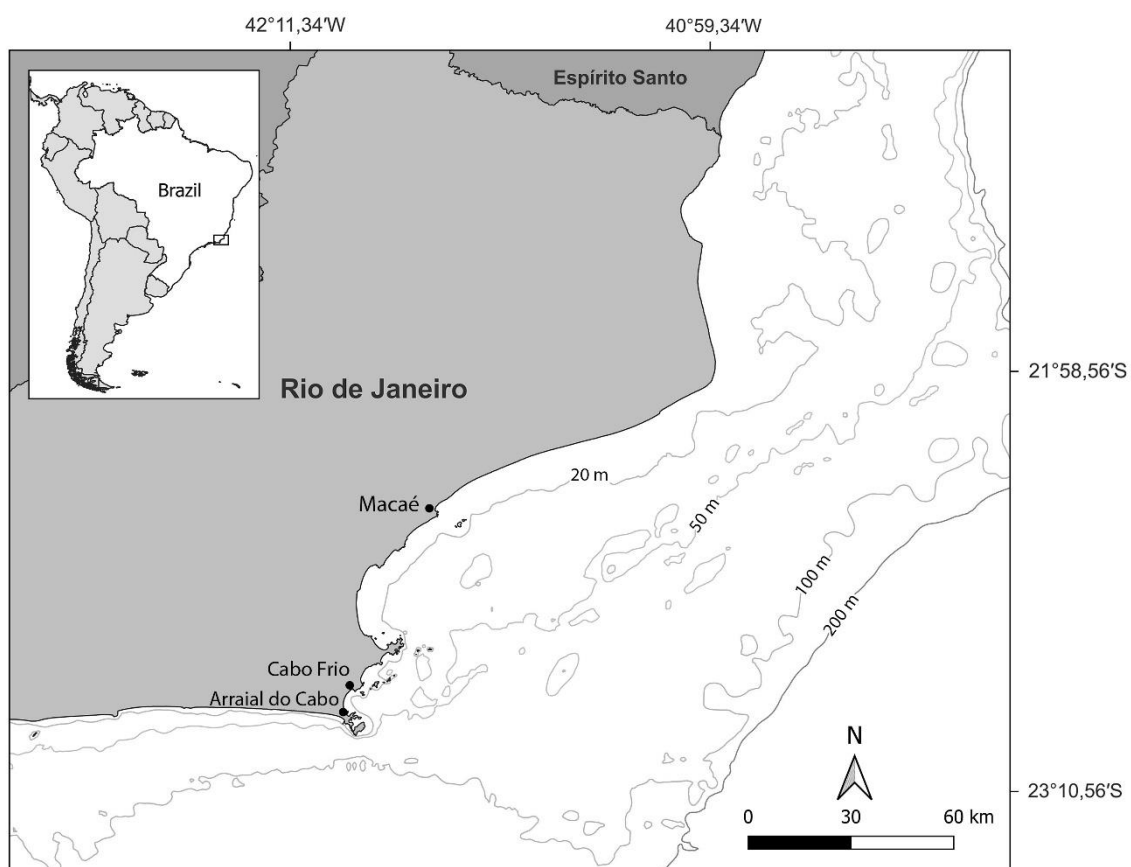 42°11,34'W
40°59,34'W
Espírito Santo
Brazil
21°58,56'S
Rio de Janeiro
20 m
Macaé
50 m
100 m
200 m
Cabo Frio
Arraial do Cabo
N
23°10,56'S
0 30 60 km